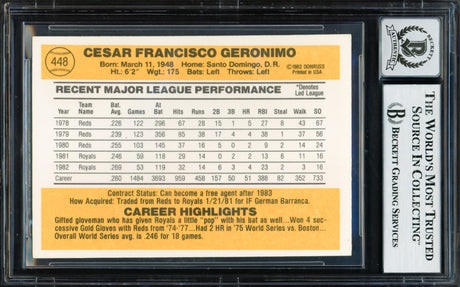 448
CESAR FRANCISCO GERONIMO
Born: March 11, 1948 Home: Santo Domingo, D.R.
Ht.: 6'2" Wgt.: 175 Bats: Left Throws: Left
©1982 DONRUSS
PRINTED IN USA
RECENT MAJOR LEAGUE PERFORMANCE
*Denotes Led League
Year Team Name Bat. Avg. Games At Bat Hits Runs 2B 3B HR RBI Steal Walk SO
1978 Reds 226 122 296 67 28 15 1 5 27 8 43 67
1979 Reds 239 123 356 85 38 17 4 4 38 1 37 56
1980 Reds 255 103 145 37 16 5 0 2 9 2 14 24
1981 Royals 246 59 118 29 14 0 2 2 13 6 11 16
1982 Royals 269 53 119 32 14 6 3 4 23 2 8 16
Career 260 1484 3693 959 458 157 50 51 388 82 352 733
Contract Status: Can become a free agent after 1983
How Acquired: Traded from Reds to Royals 1/21/81 for IF German Barranca.
CAREER HIGHLIGHTS
Gifted gloveman who has given Royals a little "pop" with his bat as well...Won 4 suc-
cessive Gold Gloves with Reds from '74-'77...Had 2 HR in '75 World Series vs. Boston...
Overall World Series avg. is .246 for 18 games.
BECKETT
AUTHENTIC
THE WORLD'S MOST TRUSTED
SOURCE IN COLLECTING
BECKETT GRADING SERVICES